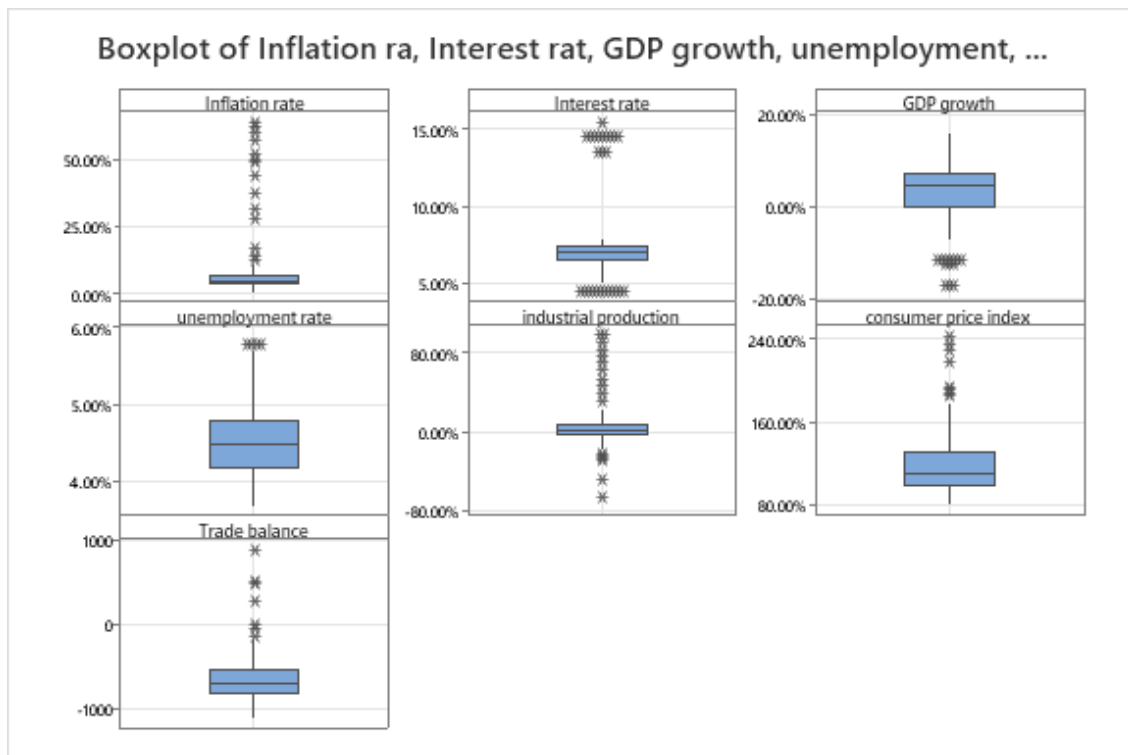 Boxplot of Inflation ra, Interest rat, GDP growth, unemployment, ...
Inflation rate
50.00%
25.00%
0.00%
Interest rate
15.00%
10.00%
5.00%
GDP growth
20.00%
0.00%
-20.00%
unemployment rate
6.00%
5.00%
4.00%
industrial production
80.00%
0.00%
-80.00%
consumer price index
240.00%
160.00%
80.00%
Trade balance
1000
0
-1000